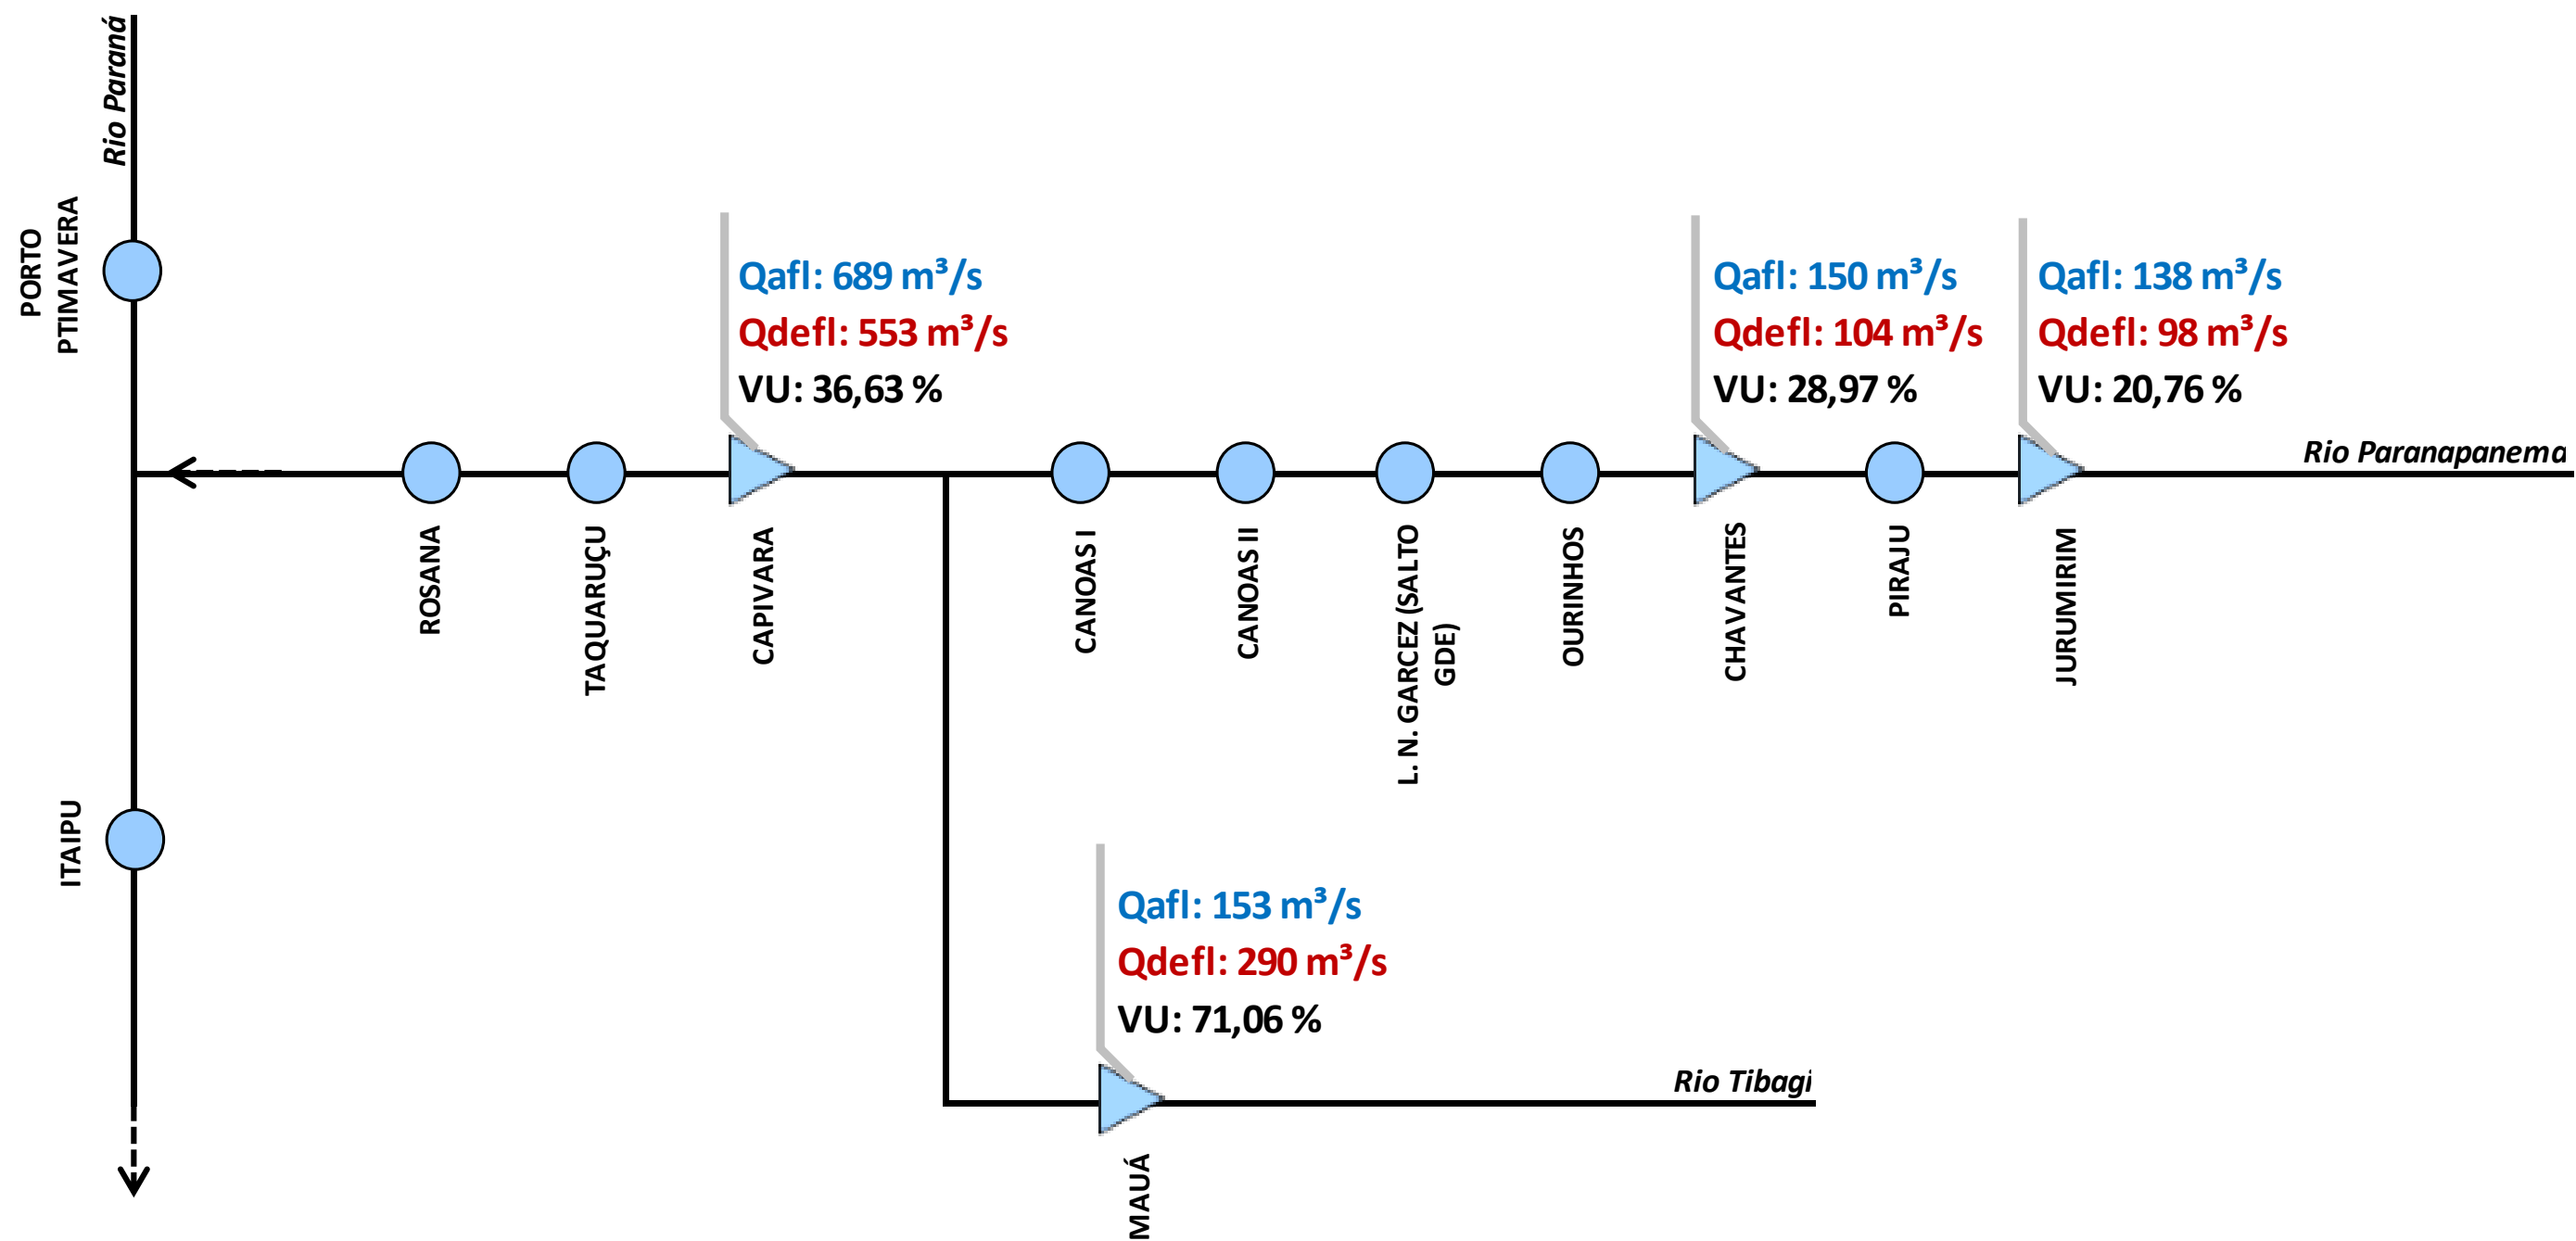 Rio Paraná
PORTO
PTIMAVERA
Qafl: 689 m³/s
Qdefl: 553 m³/s
VU: 36,63 %
Qafl: 150 m³/s
Qdefl: 104 m³/s
VU: 28,97 %
Qafl: 138 m³/s
Qdefl: 98 m³/s
VU: 20,76 %
Rio Paranapanema
ROSANA
TAQUARUÇU
CAPIVARA
CANOAS I
CANOAS II
L. N. GARCEZ (SALTO
GDE)
OURINHOS
CHAVANTES
PIRAJU
JURUMIRIM
ITAIPU
Qafl: 153 m³/s
Qdefl: 290 m³/s
VU: 71,06 %
Rio Tibagi
MAUÁ